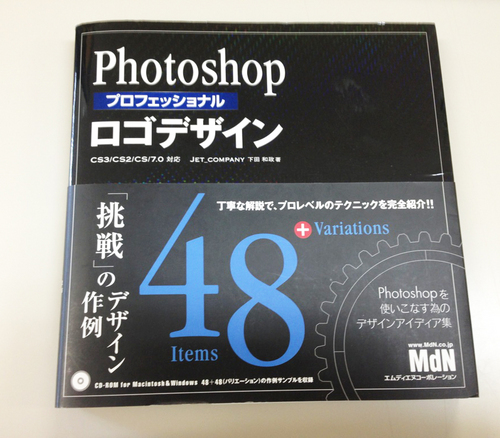 Photoshop
プロフェッショナル
ロゴデザイン
CS3/CS2/CS/7.0 対応 JET_COMPANY 下田 和政 著
丁寧な解説で、プロレベルのテクニックを完全紹介!!
「挑戦」の
デザイン
作例
48
+Variations
Items
Photoshopを
使いこなす為の
デザインアイディア集
www.MdN.co.jp
MdN
エムディエヌコーポレーション
CD-ROM for Macintosh&Windows 48+48(バリエーション)の作例サンプルを収録